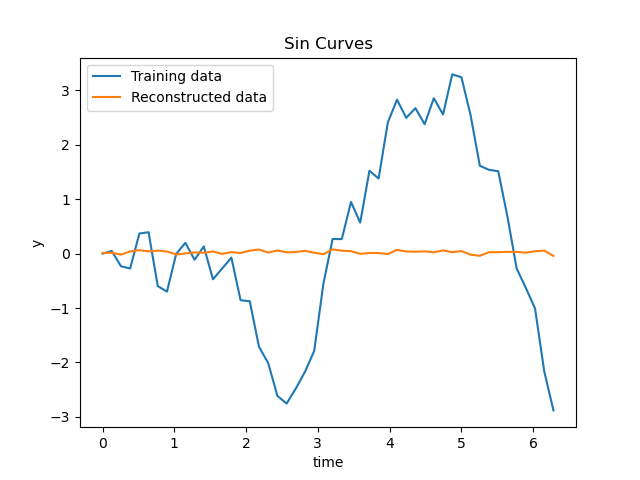 Sin Curves
Training data
Reconstructed data
3
2
1
0
−1
−2
−3
y
0 1 2 3 4 5 6
time